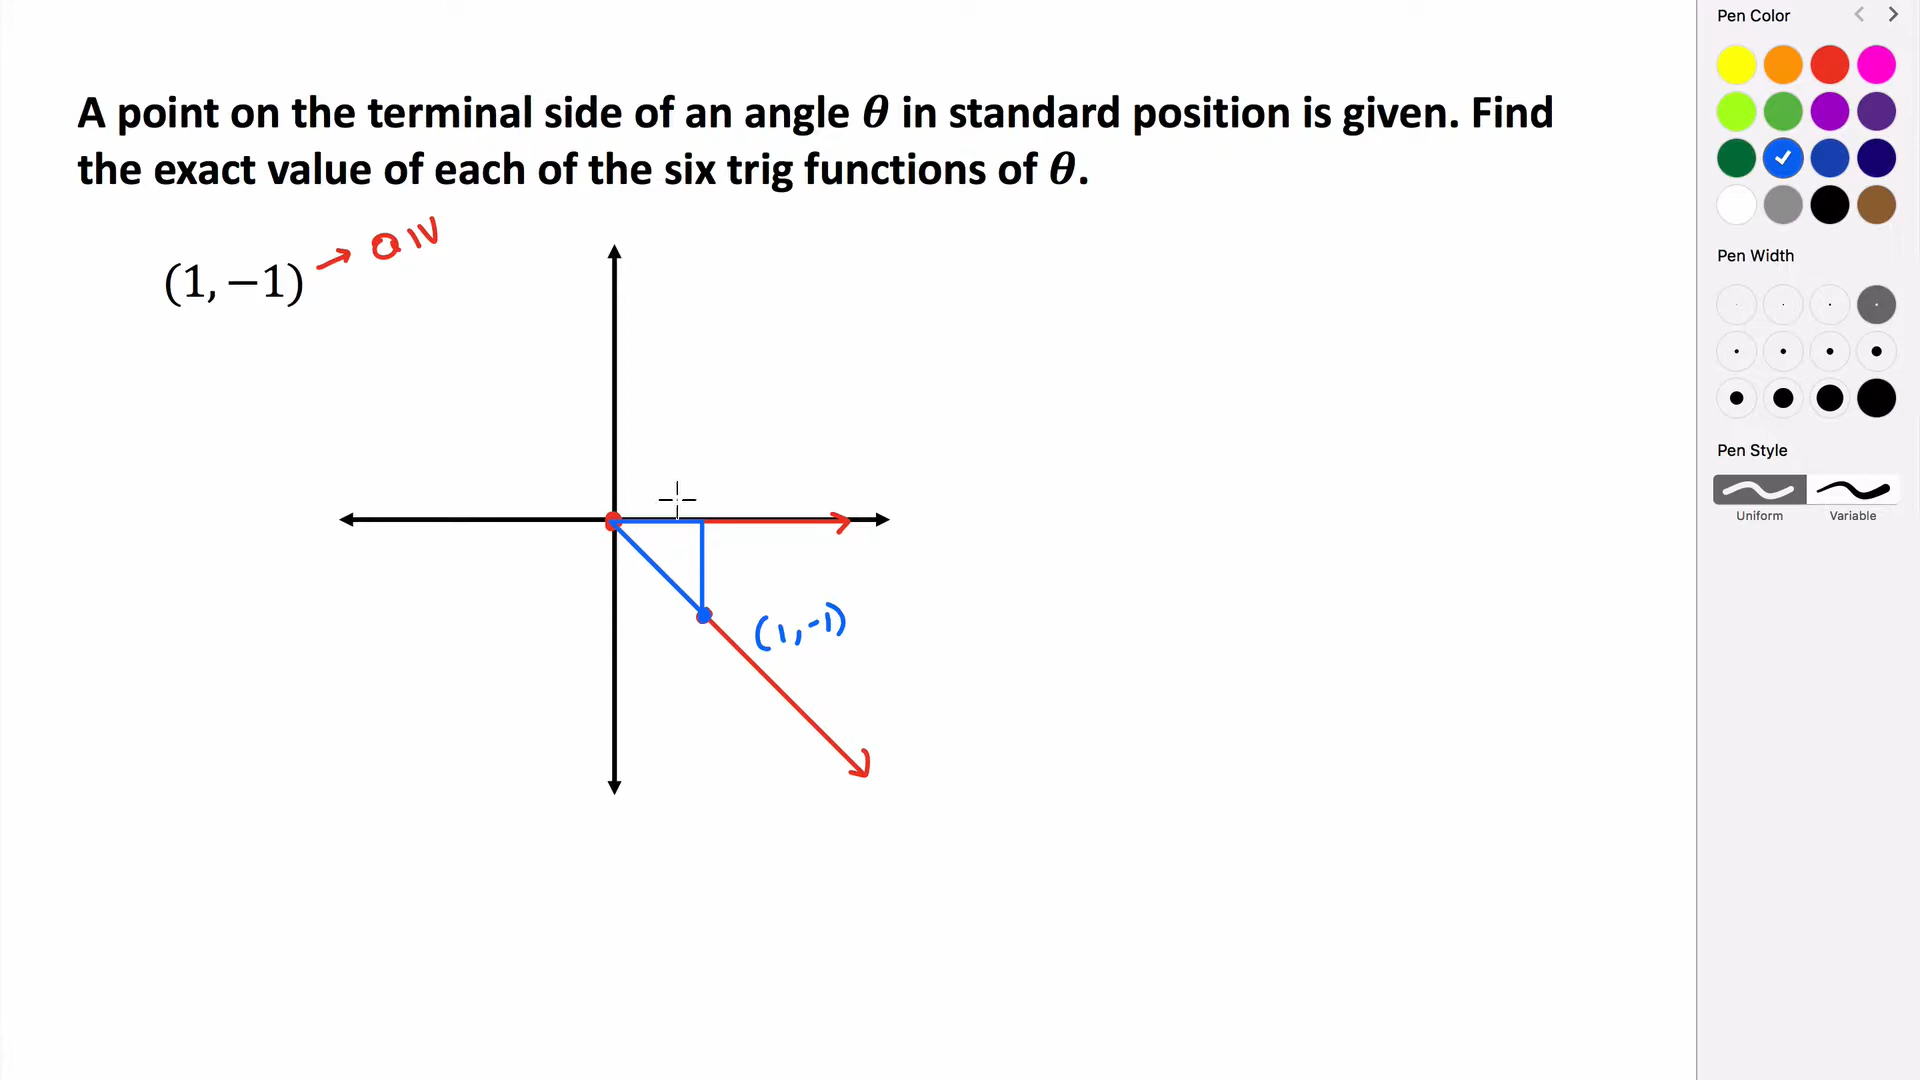 A point on the terminal side of an angle θ in standard position is given. Find
the exact value of each of the six trig functions of θ.
(1, −1) → Q IV
(1, -1)
Pen Color
Pen Width
Pen Style
Uniform Variable